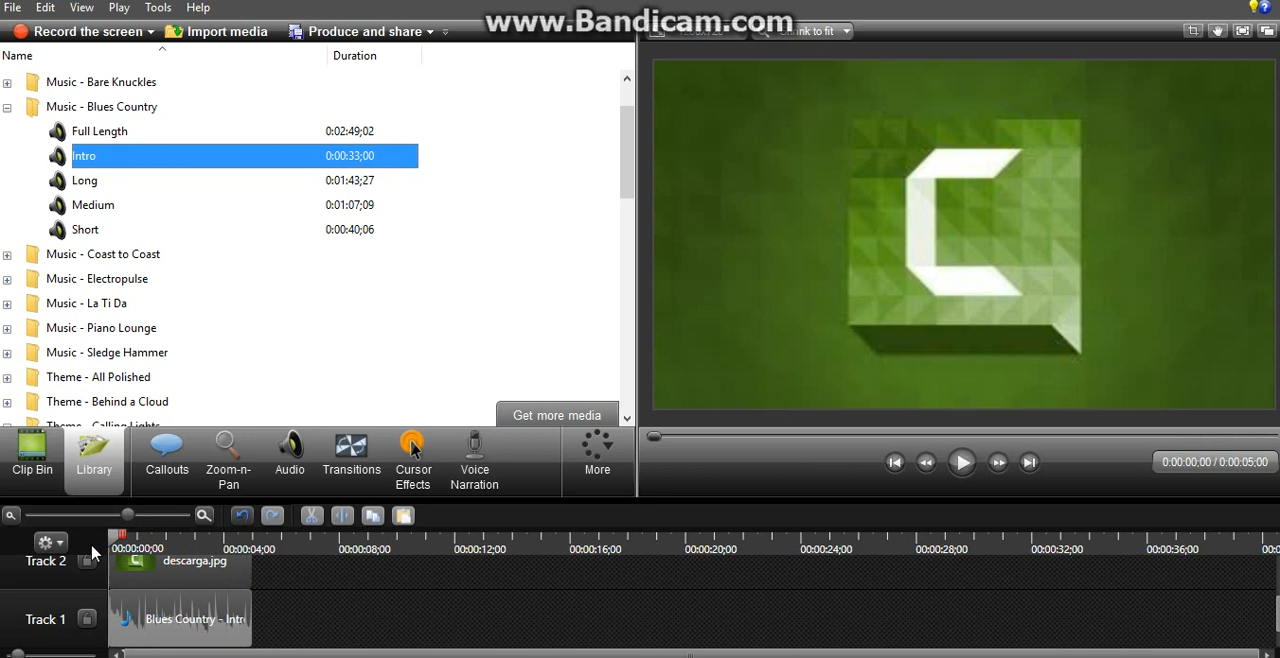 www.Bandicam.com
File Edit View Play Tools Help
Record the screen Import media Produce and share
Shrink to fit
Name Duration
Music - Bare Knuckles
Music - Blues Country
Full Length 0:02:49;02
Intro 0:00:33;00
Long 0:01:43;27
Medium 0:01:07;09
Short 0:00:40;06
Music - Coast to Coast
Music - Electropulse
Music - La Ti Da
Music - Piano Lounge
Music - Sledge Hammer
Theme - All Polished
Theme - Behind a Cloud
Theme - Calling Lights
Get more media
Clip Bin
Library
Callouts
Zoom-n-
Pan
Audio
Transitions
Cursor
Effects
Voice
Narration
More
0:00:00;00 / 0:00:05;00
00:00:00;00 00:00:04;00 00:00:08;00 00:00:12;00 00:00:16;00 00:00:20;00 00:00:24;00 00:00:28;00 00:00:32;00 00:00:36;00
Track 2 descarga.jpg
Track 1 Blues Country - Intr